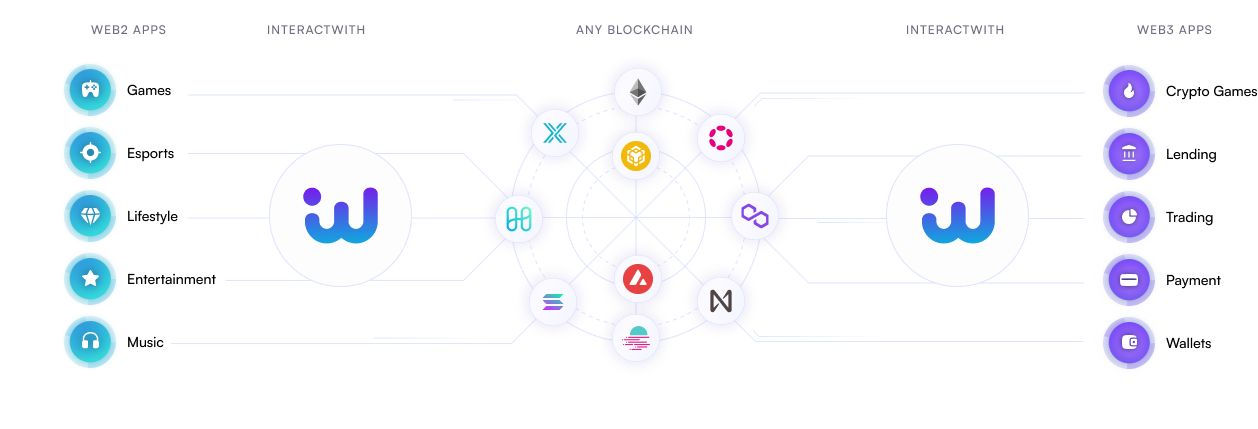 WEB2 APPS
INTERACTWITH
ANY BLOCKCHAIN
INTERACTWITH
WEB3 APPS
Games
Esports
Lifestyle
Entertainment
Music
Crypto Games
Lending
Trading
Payment
Wallets